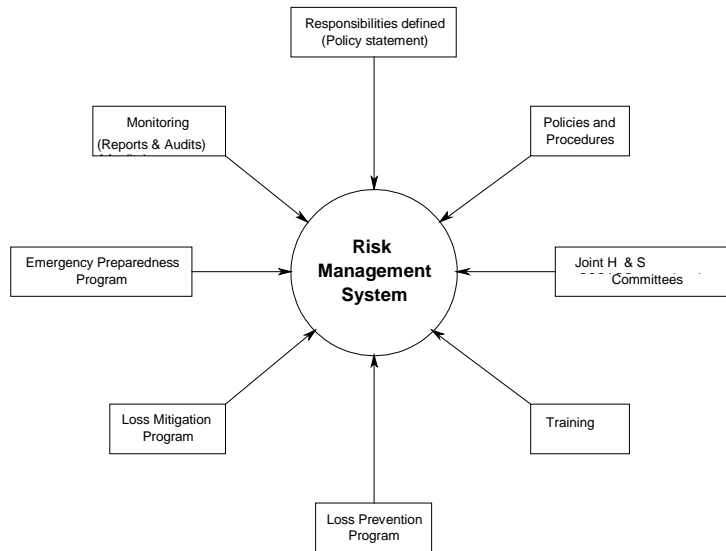 Responsibilities defined
(Policy statement)
Monitoring
(Reports & Audits)
Policies and
Procedures
Risk
Management
System
Emergency Preparedness
Program
Joint H & S
Committees
Loss Mitigation
Program
Training
Loss Prevention
Program